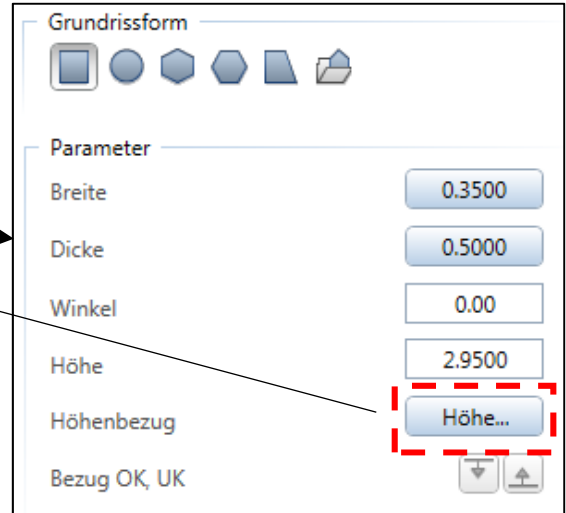 Grundrissform
Parameter
Breite 0.3500
Dicke 0.5000
Winkel 0.00
Höhe 2.9500
Höhenbezug Höhe...
Bezug OK, UK